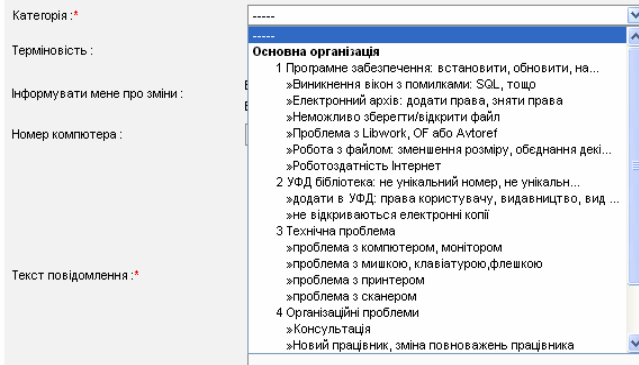 Категорія :*
-----
-----
Терміновість :
Основна організація
1 Програмне забезпечення: встановити, обновити, на...
»Виникнення вікон з помилками: SQL, тощо
Інформувати мене про зміни :
»Електронний архів: додати права, зняти права
»Неможливо зберегти/відкрити файл
Номер компютера :
»Проблема з Libwork, OF або Avtoref
»Робота з файлом: зменшення розміру, обєднання декі...
»Роботоздатність Інтернет
2 УФД бібліотека: не унікальний номер, не унікальн...
»додати в УФД: права користувачу, видавництво, вид ...
»не відкриваються електронні копії
3 Технічна проблема
»проблема з компютером, монітором
»проблема з мишкою, клавіатурою,флешкою
Текст повідомлення :*
»проблема з принтером
»проблема з сканером
4 Організаційні проблеми
»Консультація
»Новий працівник, зміна повноважень працівника